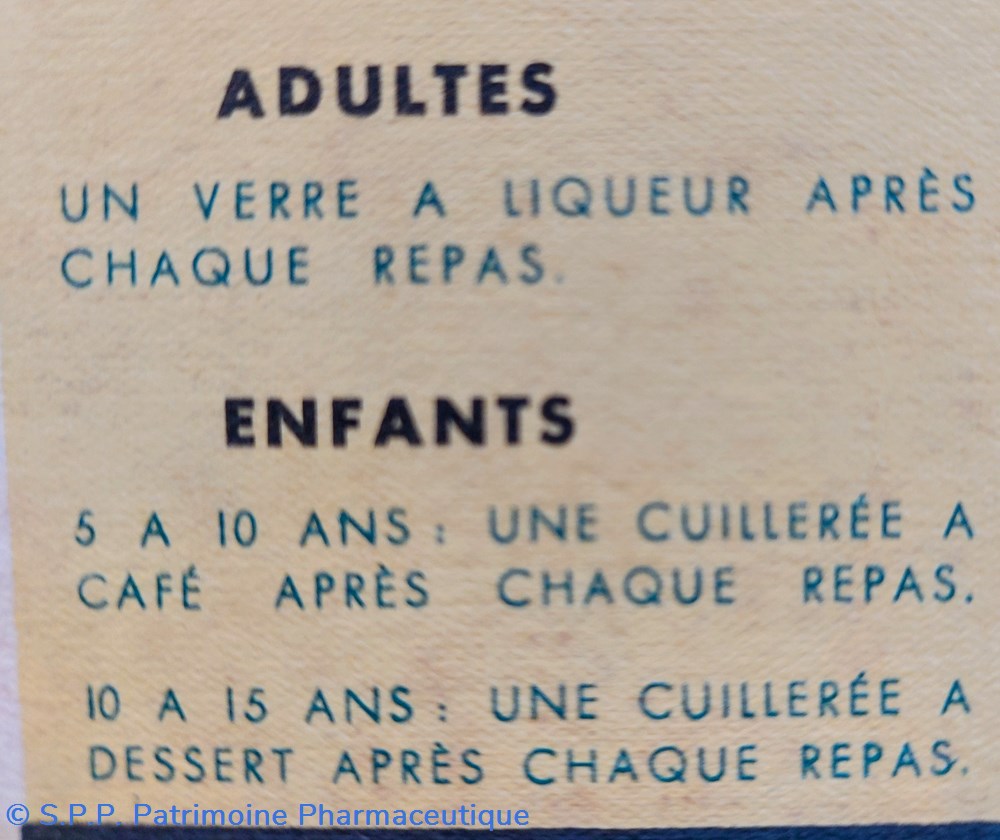 ADULTES
UN VERRE A LIQUEUR APRÈS
CHAQUE REPAS.
ENFANTS
5 A 10 ANS : UNE CUILLERÉE A
CAFÉ APRÈS CHAQUE REPAS.
10 A 15 ANS : UNE CUILLERÉE A
DESSERT APRÈS CHAQUE REPAS.
© S.P.P. Patrimoine Pharmaceutique